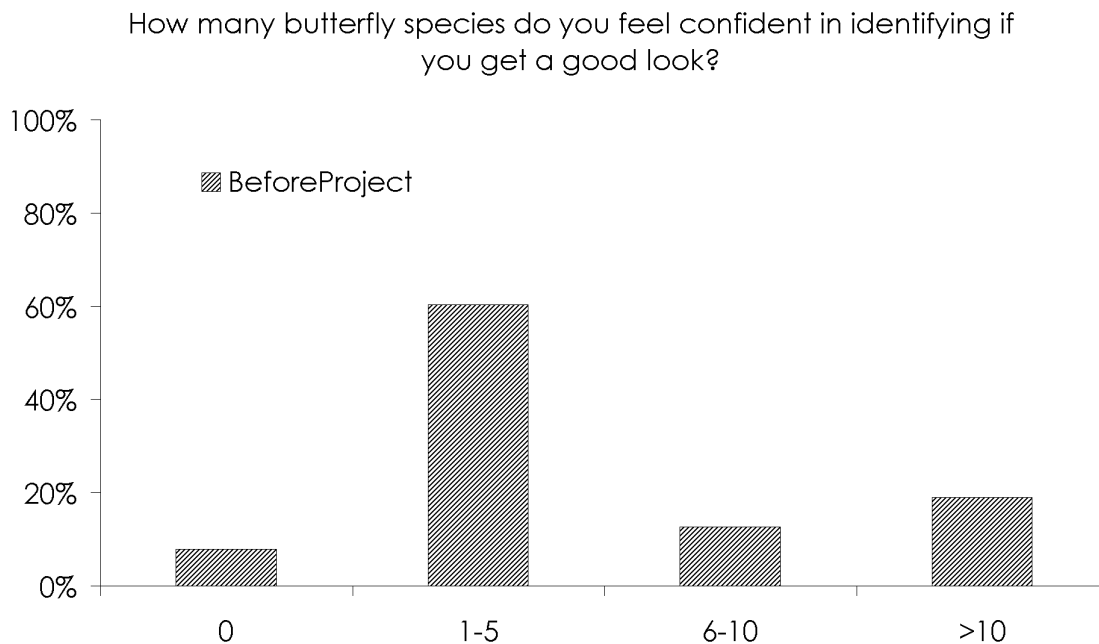 How many butterfly species do you feel confident in identifying if
you get a good look?
100%
BeforeProject
80%
60%
40%
20%
0%
0 1-5 6-10 >10